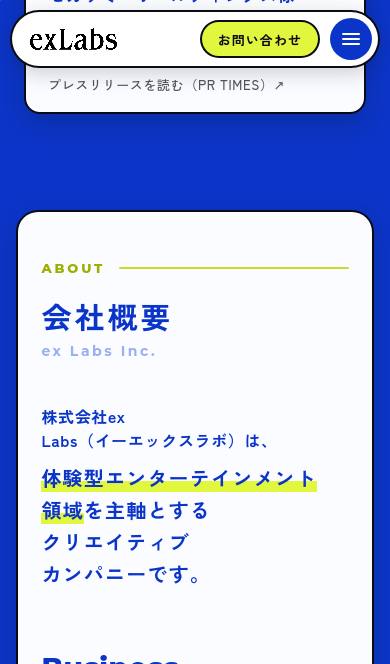 exLabs
お問い合わせ
プレスリリースを読む（PR TIMES）↗
ABOUT
会社概要
ex Labs Inc.
株式会社ex
Labs（イーエックスラボ）は、
体験型エンターテインメント
領域を主軸とする
クリエイティブ
カンパニーです。
Business